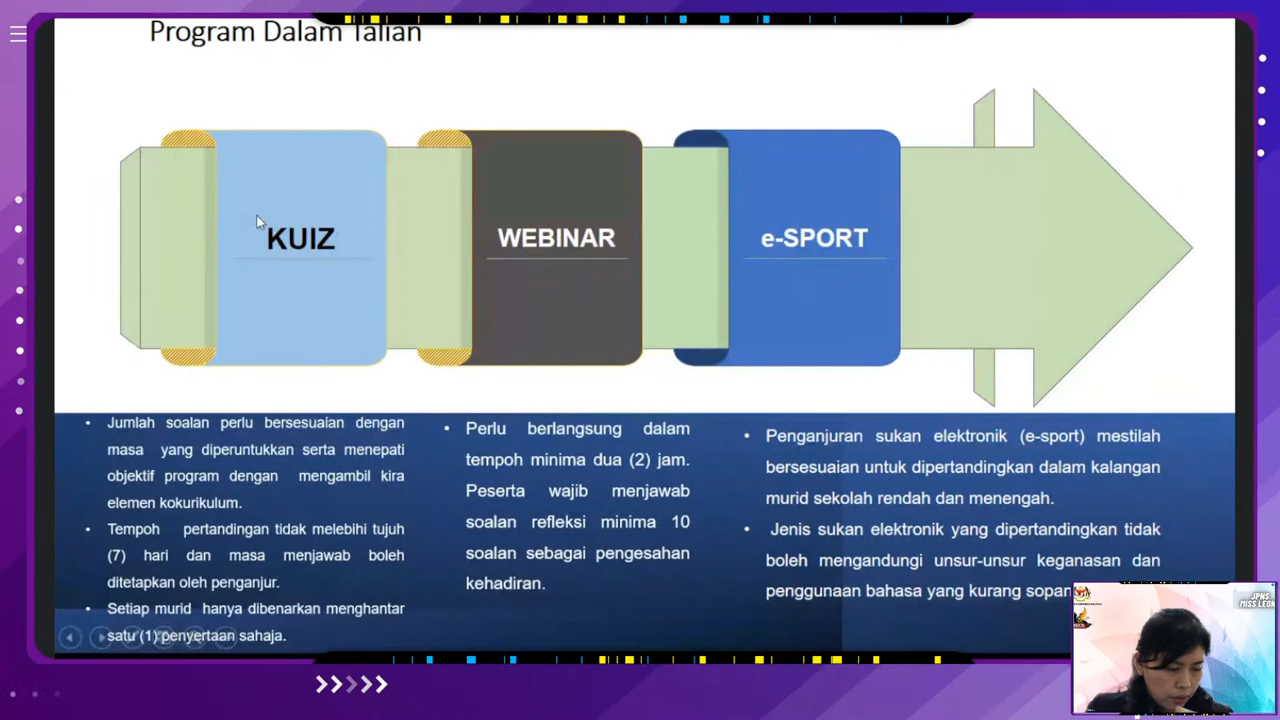 Program Dalam Talian
KUIZ
WEBINAR
e-SPORT
• Jumlah soalan perlu bersesuaian dengan
masa yang diperuntukkan serta menepati
objektif program dengan mengambil kira
elemen kokurikulum.
• Tempoh pertandingan tidak melebihi tujuh
(7) hari dan masa menjawab boleh
ditetapkan oleh penganjur.
• Setiap murid hanya dibenarkan menghantar
satu (1) penyertaan sahaja.
• Perlu berlangsung dalam
tempoh minima dua (2) jam.
Peserta wajib menjawab
soalan refleksi minima 10
soalan sebagai pengesahan
kehadiran.
• Penganjuran sukan elektronik (e-sport) mestilah
bersesuaian untuk dipertandingkan dalam kalangan
murid sekolah rendah dan menengah.
• Jenis sukan elektronik yang dipertandingkan tidak
boleh mengandungi unsur-unsur keganasan dan
penggunaan bahasa yang kurang sopan
JPNS
MISS LEON